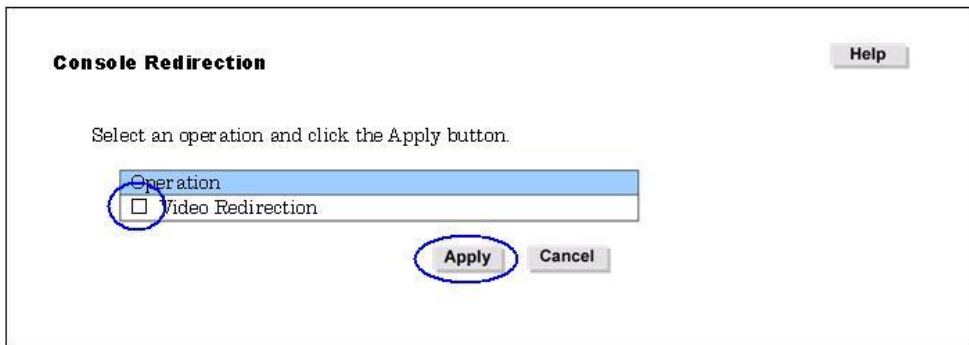 Console Redirection
Help
Select an operation and click the Apply button.
Operation
Video Redirection
Apply
Cancel